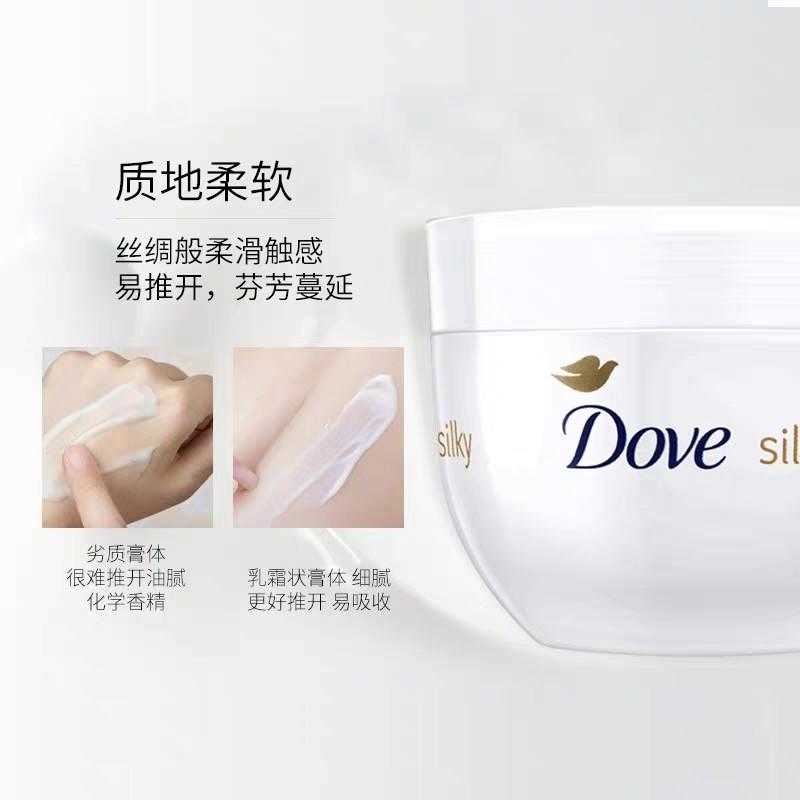 质地柔软
丝绸般柔滑触感
易推开，芬芳蔓延
劣质膏体
很难推开油腻
化学香精
乳霜状膏体 细腻
更好推开 易吸收
silky
Dove
sil